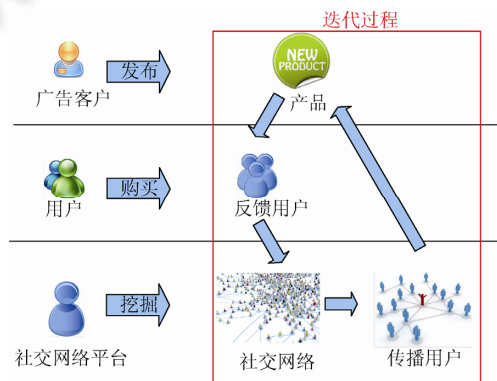 迭代过程
NEW
PRODUCT
发布
广告客户
产品
购买
用户
反馈用户
挖掘
社交网络平台
社交网络
传播用户